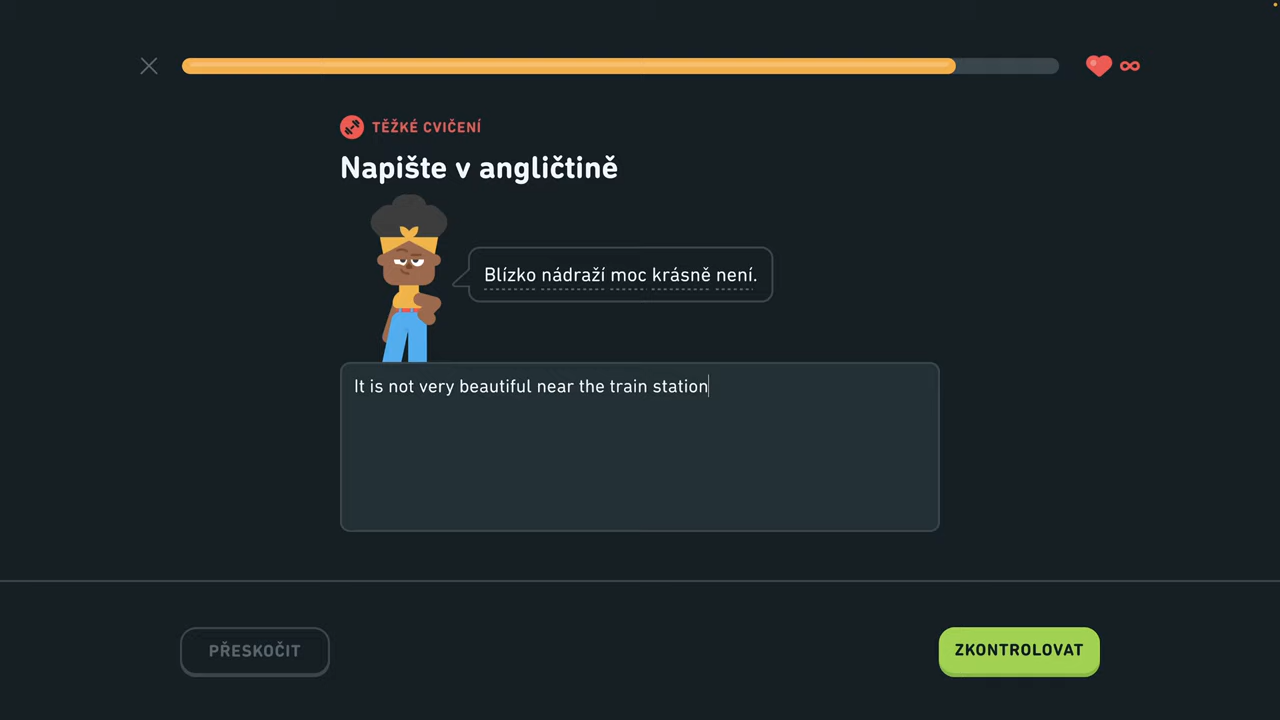 TĚŽKÉ CVIČENÍ
Napište v angličtině
Blízko nádraží moc krásně není.
It is not very beautiful near the train station
PŘESKOČIT
ZKONTROLOVAT